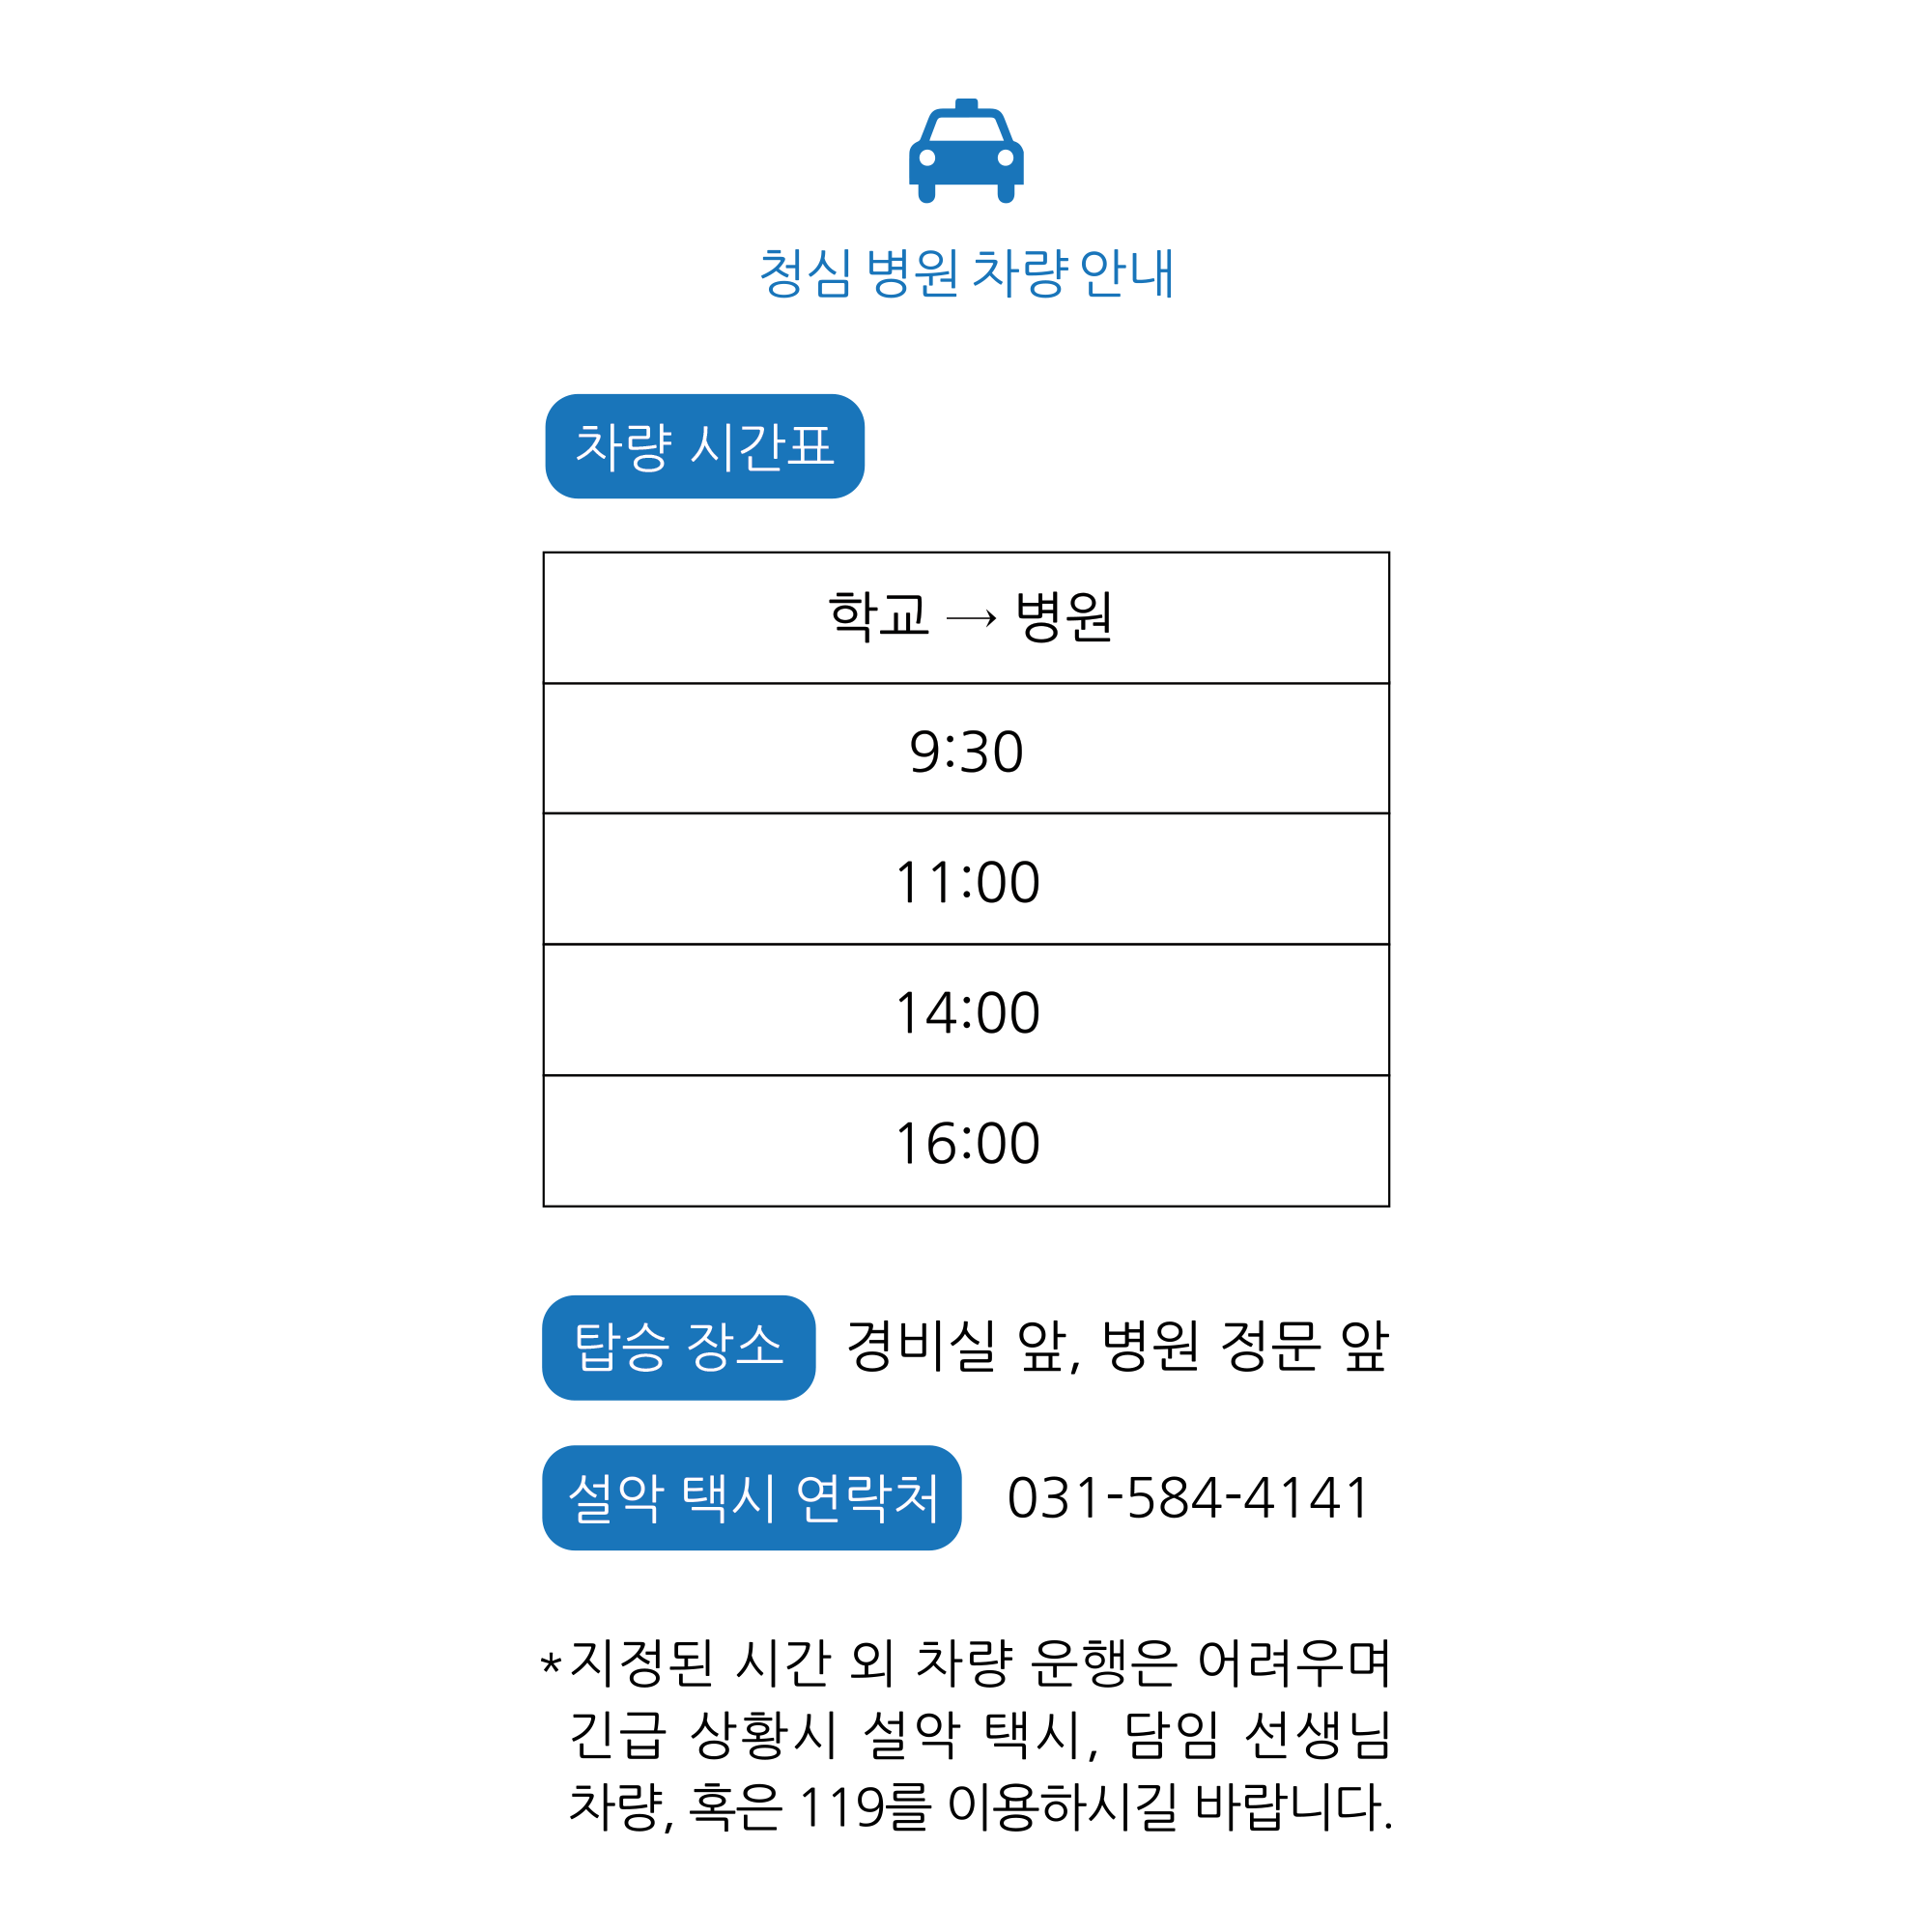 청심 병원 차량 안내
차량 시간표
학교 → 병원
9:30
11:00
14:00
16:00
탑승 장소 경비실 앞, 병원 정문 앞
설악 택시 연락처 031-584-4141
*지정된 시간 외 차량 운행은 어려우며
긴급 상황시 설악 택시, 담임 선생님
차량, 혹은 119를 이용하시길 바랍니다.